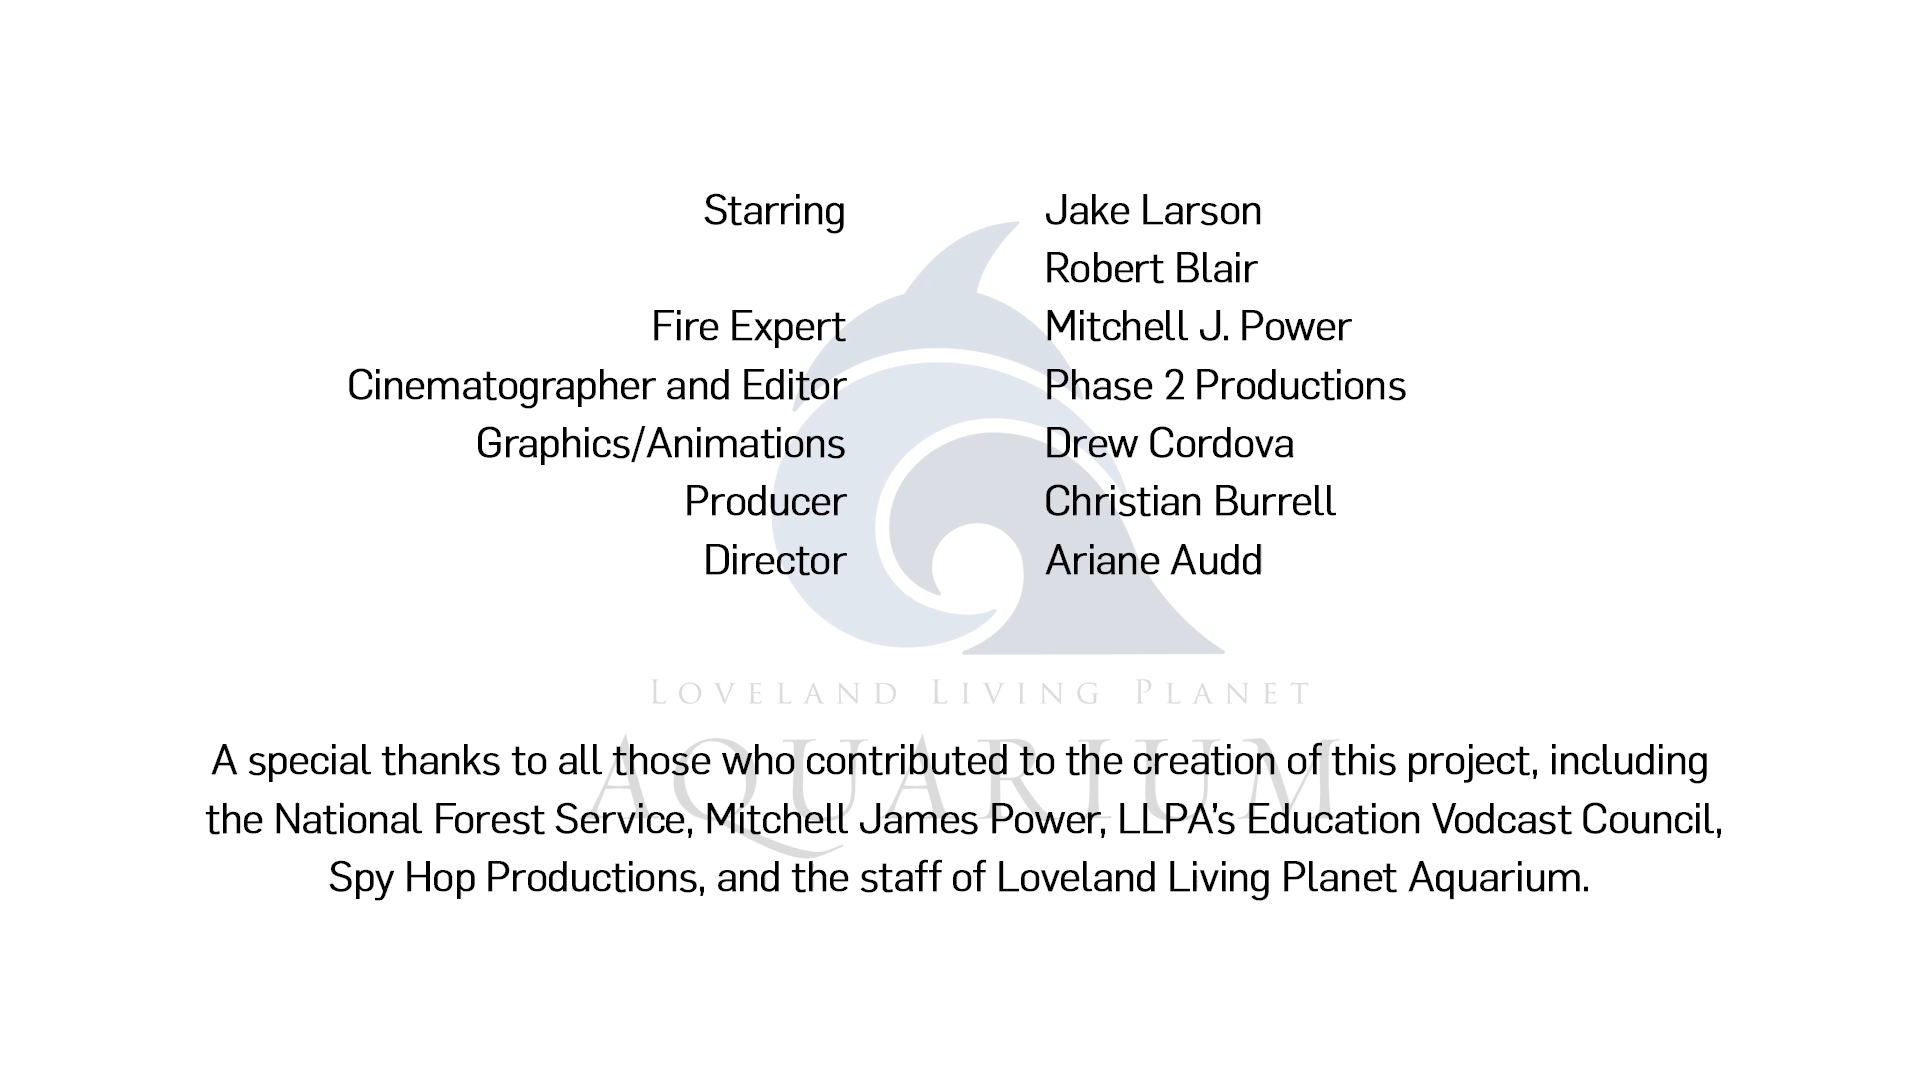 Starring Jake Larson
Robert Blair
Fire Expert Mitchell J. Power
Cinematographer and Editor Phase 2 Productions
Graphics/Animations Drew Cordova
Producer Christian Burrell
Director Ariane Audd
LOVELAND LIVING PLANET
AQUARIUM
A special thanks to all those who contributed to the creation of this project, including
the National Forest Service, Mitchell James Power, LLPA’s Education Vodcast Council,
Spy Hop Productions, and the staff of Loveland Living Planet Aquarium.